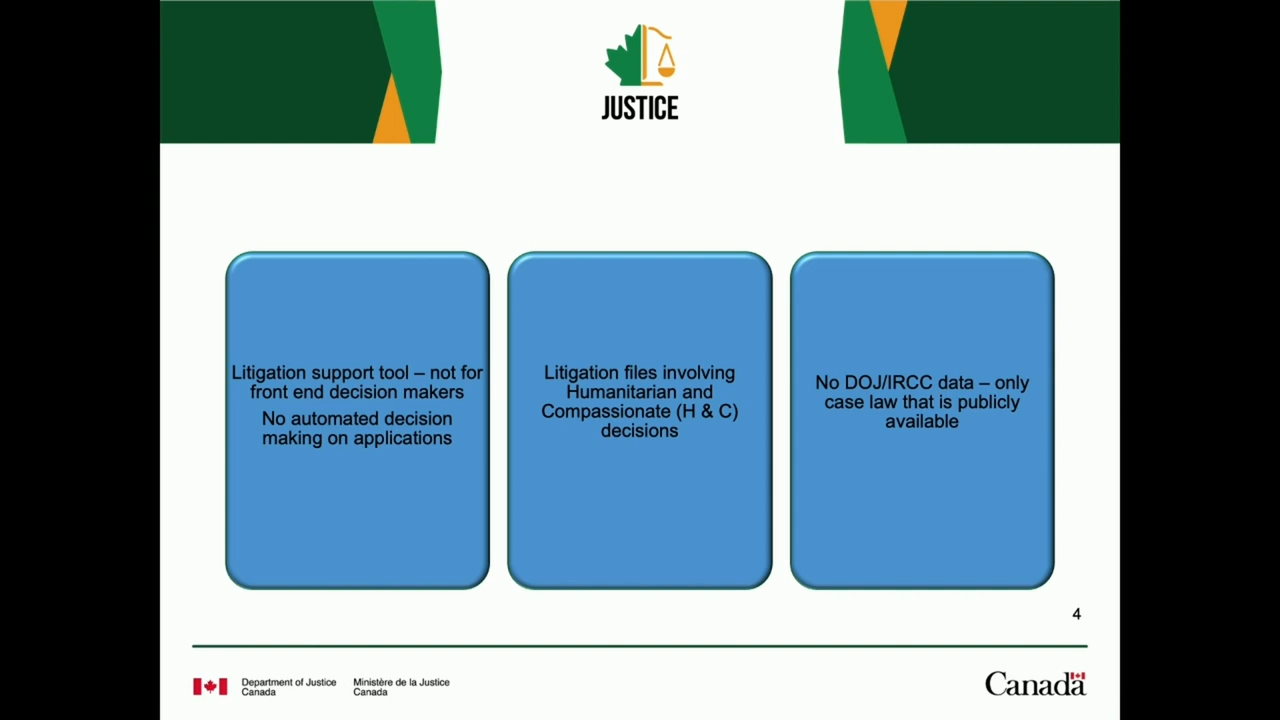 JUSTICE
Litigation support tool – not for
front end decision makers
No automated decision
making on applications
Litigation files involving
Humanitarian and
Compassionate (H & C)
decisions
No DOJ/IRCC data – only
case law that is publicly
available
4
Department of Justice
Canada
Ministère de la Justice
Canada
Canada